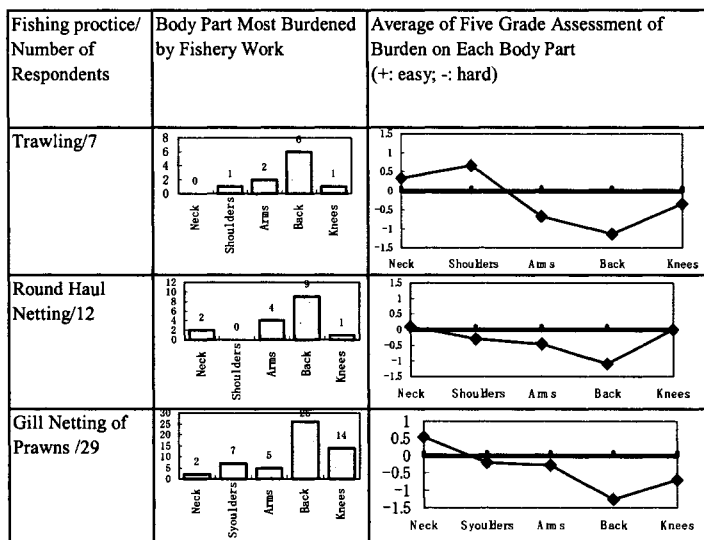 Fishing proctice/
Number of
Respondents
Body Part Most Burdened
by Fishery Work
Average of Five Grade Assessment of
Burden on Each Body Part
(+: easy; -: hard)
Trawling/7
8
6
4
2
0
0
1
2
6
1
Neck
Shoulders
Arms
Back
Knees
1.5
1
0.5
0
-0.5
-1
-1.5
Neck Shoulders Arms Back Knees
Round Haul
Netting/12
12
10
8
6
4
2
0
2
0
4
9
1
Neck
Shoulders
Arms
Back
Knees
1.5
1
0.5
0
-0.5
-1
-1.5
Neck Shoulders Arms Back Knees
Gill Netting of
Prawns /29
30
25
20
15
10
5
0
2
7
5
14
Neck
Syoulders
Arms
Back
Knees
1
0.5
0
-0.5
-1
-1.5
Neck Syoulders Arms Back Knees